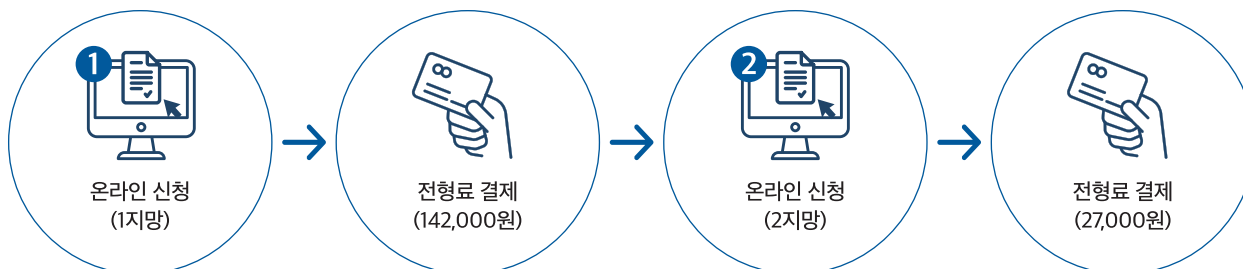 1
온라인 신청
(1지망)
전형료 결제
(142,000원)
2
온라인 신청
(2지망)
전형료 결제
(27,000원)